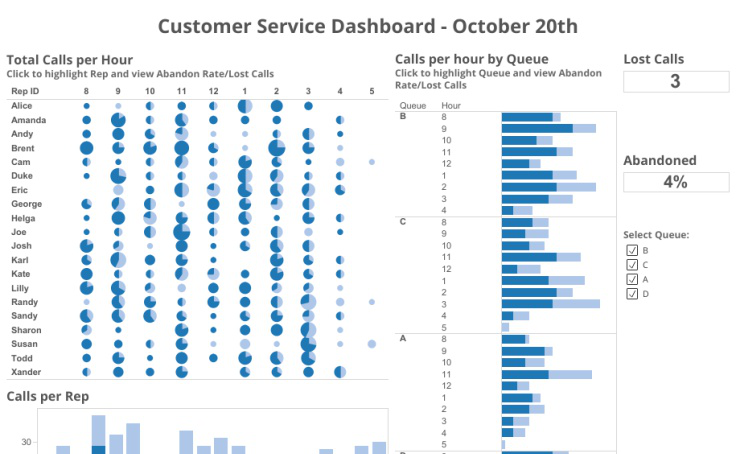 Customer Service Dashboard - October 20th
Total Calls per Hour
Click to highlight Rep and view Abandon Rate/Lost Calls
Rep ID 8 9 10 11 12 1 2 3 4 5
Alice
Amanda
Andy
Brent
Cam
Duke
Eric
George
Helga
Joe
Josh
Karl
Kate
Lilly
Randy
Sandy
Sharon
Susan
Todd
Xander
Calls per Rep
30
Calls per hour by Queue
Click to highlight Queue and view Abandon
Rate/Lost Calls
Queue Hour
B 8
9
10
11
12
1
2
3
4
C 8
9
10
11
12
1
2
3
4
5
A 8
9
10
11
12
1
2
3
4
5
Lost Calls
3
Abandoned
4%
Select Queue:
B
C
A
D